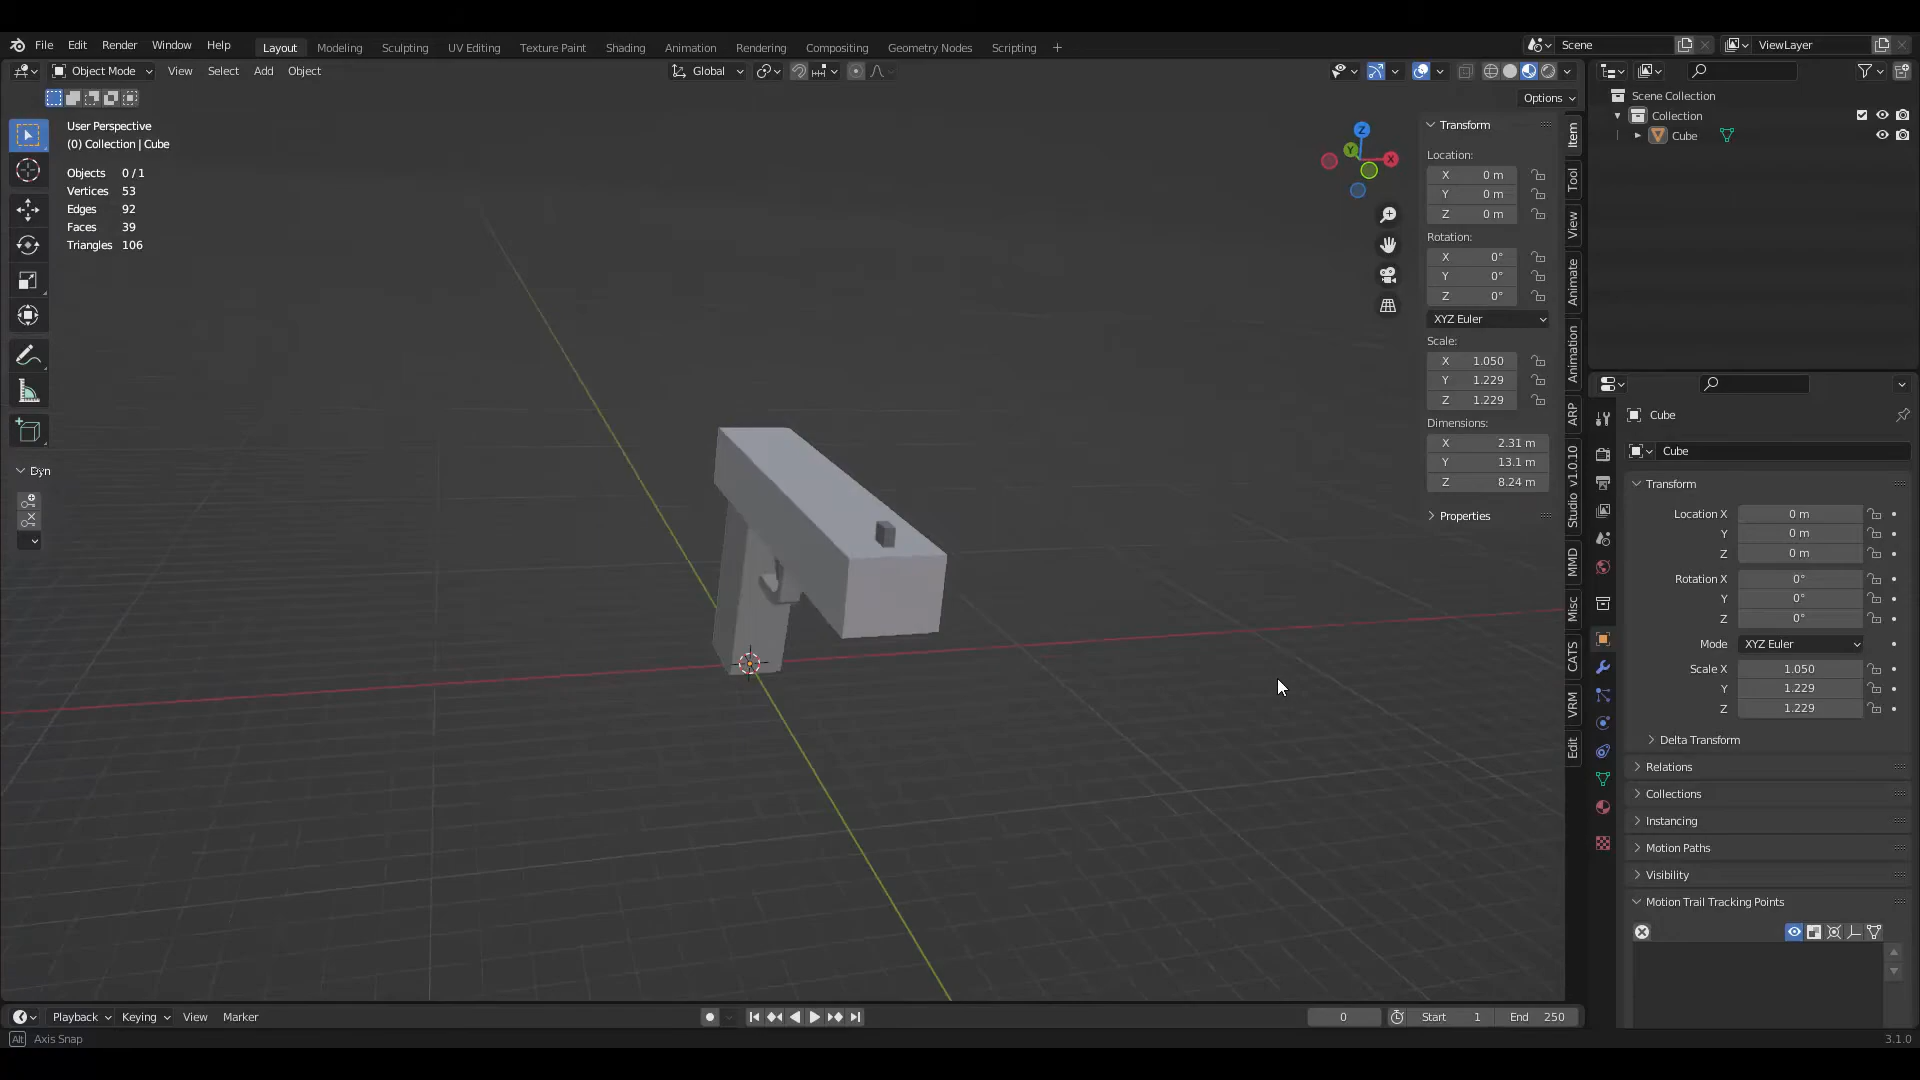 File Edit Render Window Help Layout Modeling Sculpting UV Editing Texture Paint Shading Animation Rendering Compositing Geometry Nodes Scripting + Scene ViewLayer
Object Mode View Select Add Object Global
Options
User Perspective
(0) Collection | Cube
Objects 0 / 1
Vertices 53
Edges 92
Faces 39
Triangles 106
Dyn
Z
Y
X
Transform
Location:
X 0 m
Y 0 m
Z 0 m
Rotation:
X 0°
Y 0°
Z 0°
XYZ Euler
Scale:
X 1.050
Y 1.229
Z 1.229
Dimensions:
X 2.31 m
Y 13.1 m
Z 8.24 m
Properties
Item
Tool
View
Animate
Animation
ARP
Studio v1.0.10
MMD
Misc
CATS
VRM
Edit
Scene Collection
Collection
Cube
Cube
Cube
Transform
Location X 0 m
Y 0 m
Z 0 m
Rotation X 0°
Y 0°
Z 0°
Mode XYZ Euler
Scale X 1.050
Y 1.229
Z 1.229
Delta Transform
Relations
Collections
Instancing
Motion Paths
Visibility
Motion Trail Tracking Points
Playback Keying View Marker 0 Start 1 End 250
Alt Axis Snap 3.1.0